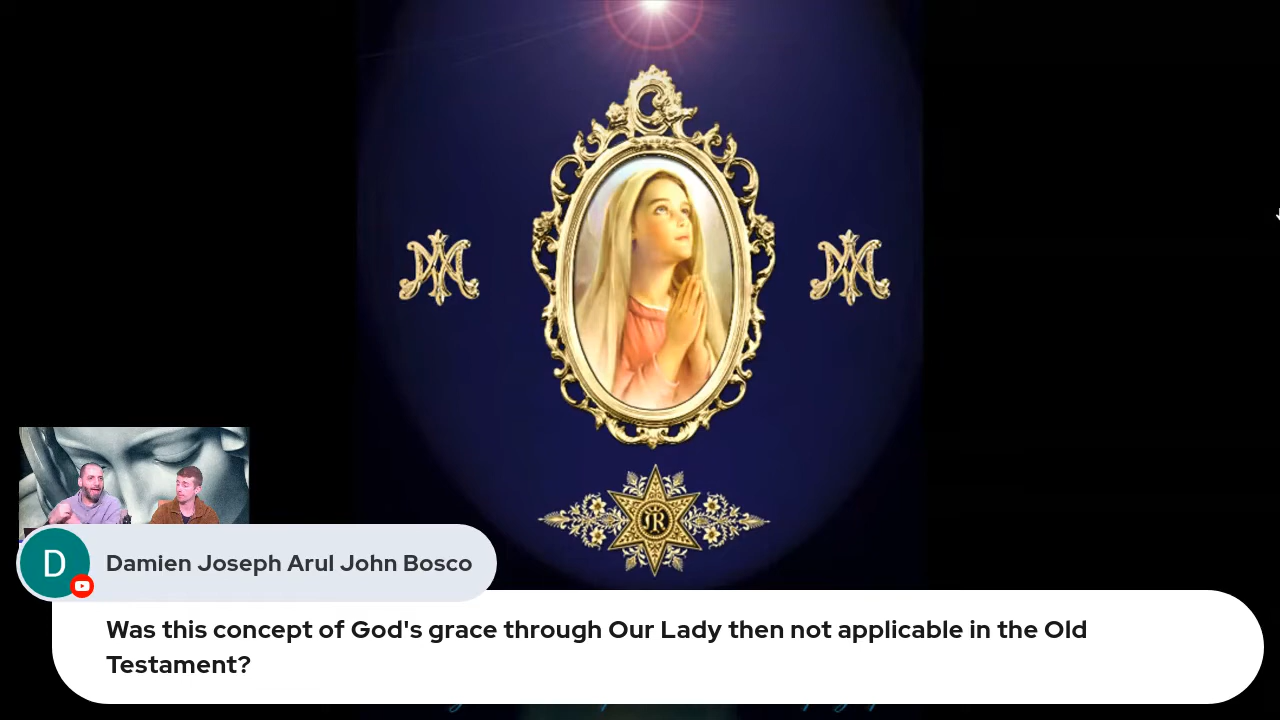 JR
D
Damien Joseph Arul John Bosco
Was this concept of God's grace through Our Lady then not applicable in the Old
Testament?